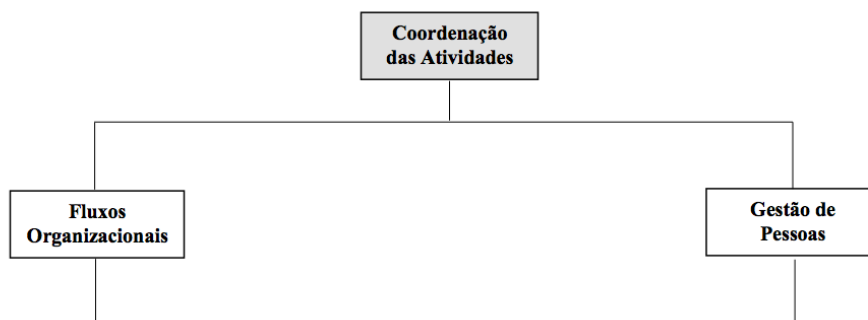 Coordenação
das Atividades
Fluxos
Organizacionais
Gestão de
Pessoas